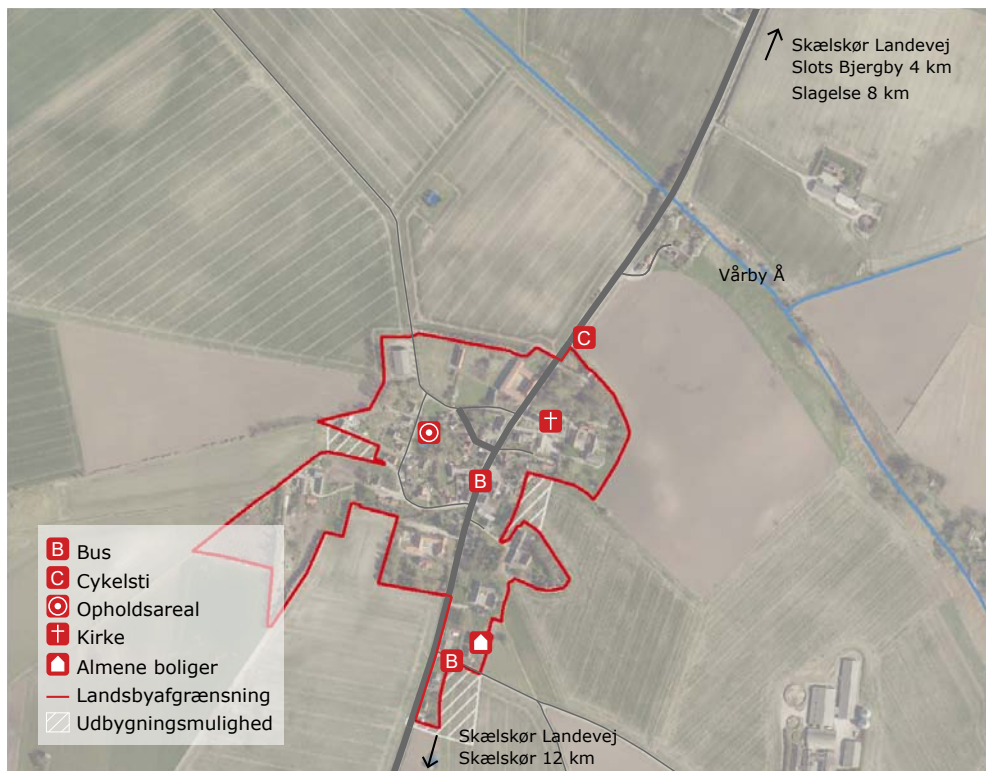 Skælskør Landevej
Slots Bjergby 4 km
Slagelse 8 km
Vårby Å
C
B
B
B Bus
C Cykelsti
Opholdsareal
Kirke
Almene boliger
Landsbyafgrænsning
Udbygningsmulighed
Skælskør Landevej
Skælskør 12 km